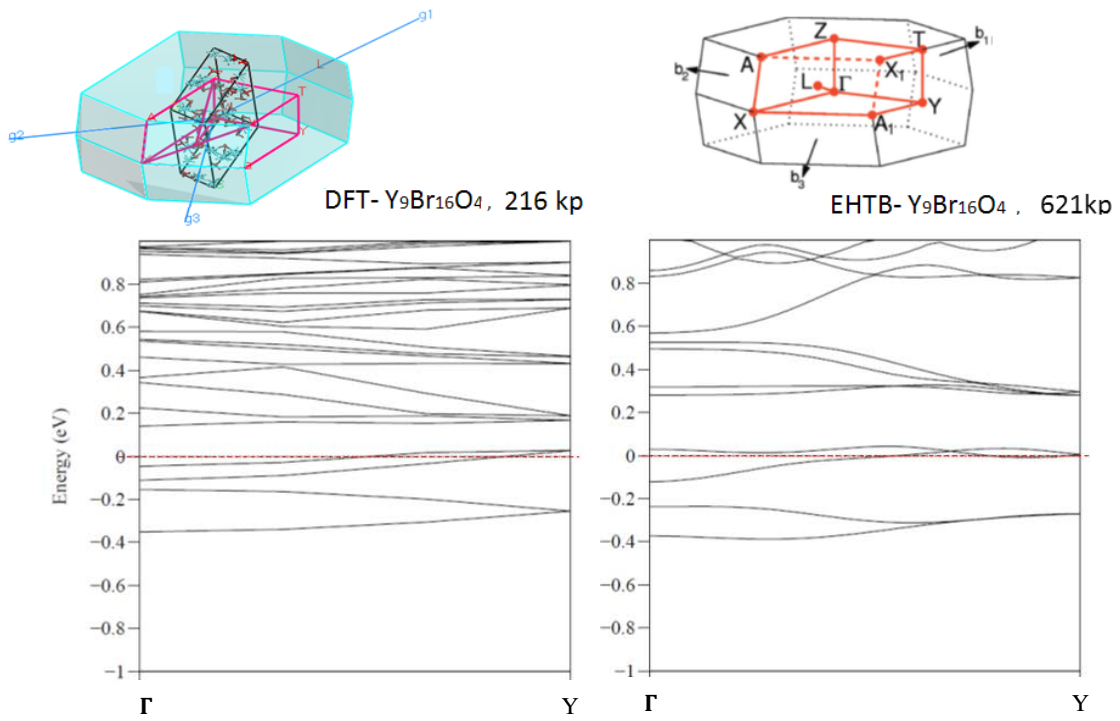 g1
L
T
Y
g2
g3
Z
T
b₁
A
X₁
b₂
L
Γ
Y
X
A₁
b₃
DFT- Y₉Br₁₆O₄ , 216 kp
EHTB- Y₉Br₁₆O₄ , 621kp
Energy (eV)
0.8
0.6
0.4
0.2
0
−0.2
−0.4
−0.6
−0.8
−1
Γ
Y
0.8
0.6
0.4
0.2
0
−0.2
−0.4
−0.6
−0.8
−1
Γ
Y